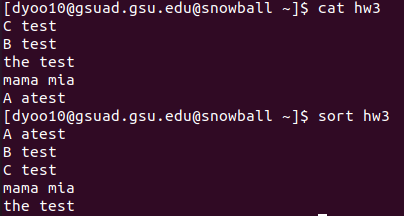 [dyoo10@gsuad.gsu.edu@snowball ~]$ cat hw3
C test
B test
the test
mama mia
A atest
[dyoo10@gsuad.gsu.edu@snowball ~]$ sort hw3
A atest
B test
C test
mama mia
the test